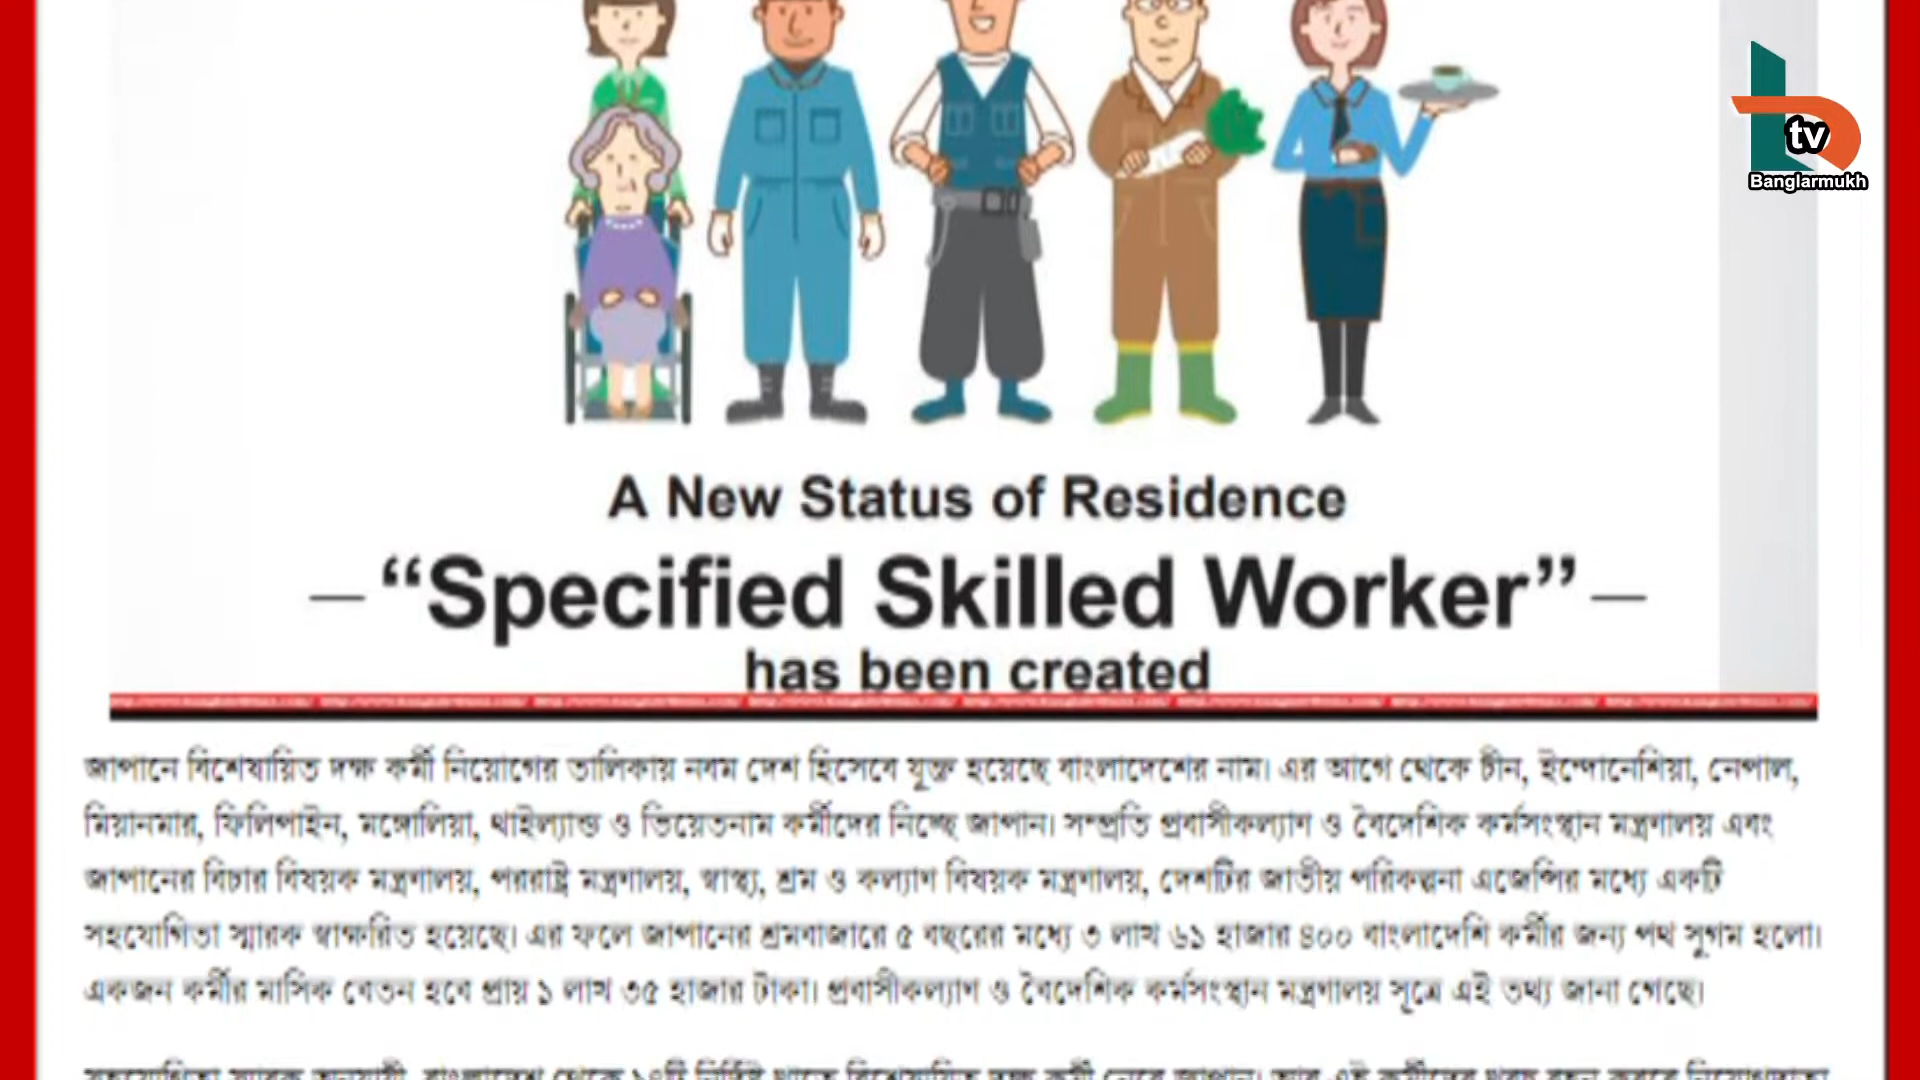 tv
Banglarmukh
A New Status of Residence
“Specified Skilled Worker”
has been created
জাপানে বিশেষায়িত দক্ষ কর্মী নিয়োগের তালিকায় নবম দেশ হিসেবে যুক্ত হয়েছে বাংলাদেশের নাম। এর আগে থেকে চীন, ইন্দোনেশিয়া, নেপাল,
মিয়ানমার, ফিলিপাইন, মঙ্গোলিয়া, থাইল্যান্ড ও ভিয়েতনাম কর্মীদের নিচ্ছে জাপান। সম্প্রতি প্রবাসীকল্যাণ ও বৈদেশিক কর্মসংস্থান মন্ত্রণালয় এবং
জাপানের বিচার বিষয়ক মন্ত্রণালয়, পররাষ্ট্র মন্ত্রণালয়, স্বাস্থ্য, শ্রম ও কল্যাণ বিষয়ক মন্ত্রণালয়, দেশটির জাতীয় পরিকল্পনা এজেন্সির মধ্যে একটি
সহযোগিতা স্মারক স্বাক্ষরিত হয়েছে। এর ফলে জাপানের শ্রমবাজারে ৫ বছরের মধ্যে ৩ লাখ ৬১ হাজার ৪০০ বাংলাদেশি কর্মীর জন্য পথ সুগম হলো।
একজন কর্মীর মাসিক বেতন হবে প্রায় ১ লাখ ৩৫ হাজার টাকা। প্রবাসীকল্যাণ ও বৈদেশিক কর্মসংস্থান মন্ত্রণালয় সূত্রে এই তথ্য জানা গেছে।